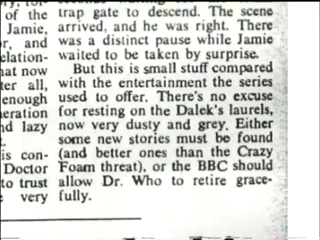 of the
Jamie,
r, and
elation-
hat now
ter all,
enough
eration
nd lazy
is con-
Doctor
to trust
very
trap gate to descend. The scene
arrived, and he was right. There
was a distinct pause while Jamie
waited to be taken by surprise.
But this is small stuff compared
with the entertainment the series
used to offer. There's no excuse
for resting on the Dalek's laurels,
now very dusty and grey. Either
some new stories must be found
(and better ones than the Crazy
Foam threat), or the BBC should
allow Dr. Who to retire grace-
fully.